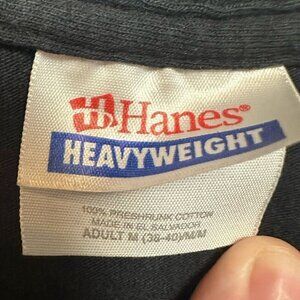 Hanes®
HEAVYWEIGHT
100% PRESHRUNK COTTON
MADE IN EL SALVADOR
ADULT M (38-40)/M/M